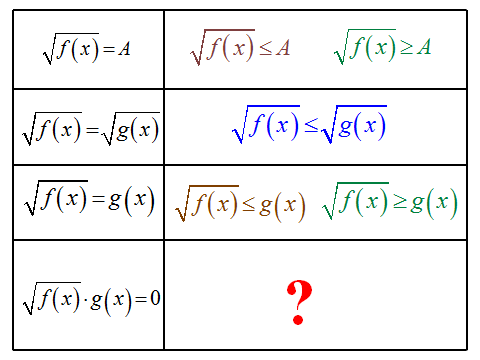 √f(x) = A √f(x) ≤ A √f(x) ≥ A
√f(x) = √g(x) √f(x) ≤ √g(x)
√f(x) = g(x) √f(x) ≤ g(x) √f(x) ≥ g(x)
√f(x) · g(x) = 0 ?